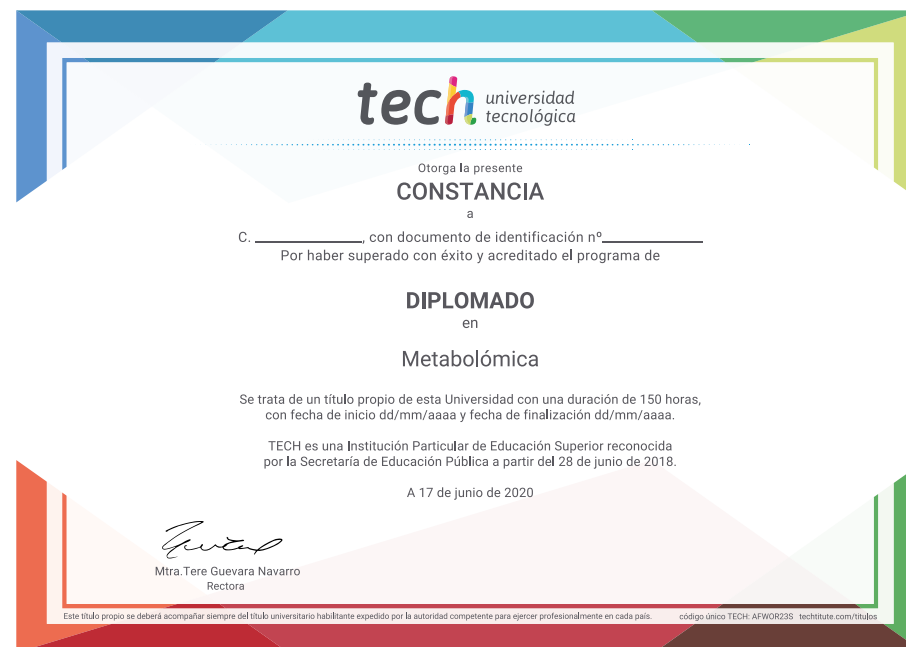 tech universidad
tecnológica
Otorga la presente
CONSTANCIA
a
C. ____________, con documento de identificación nº____________
Por haber superado con éxito y acreditado el programa de
DIPLOMADO
en
Metabolómica
Se trata de un título propio de esta Universidad con una duración de 150 horas,
con fecha de inicio dd/mm/aaaa y fecha de finalización dd/mm/aaaa.
TECH es una Institución Particular de Educación Superior reconocida
por la Secretaría de Educación Pública a partir del 28 de junio de 2018.
A 17 de junio de 2020
Mtra.Tere Guevara Navarro
Rectora
Este título propio se deberá acompañar siempre del título universitario habilitante expedido por la autoridad competente para ejercer profesionalmente en cada país. código único TECH: AFWOR23S techtitute.com/titulos